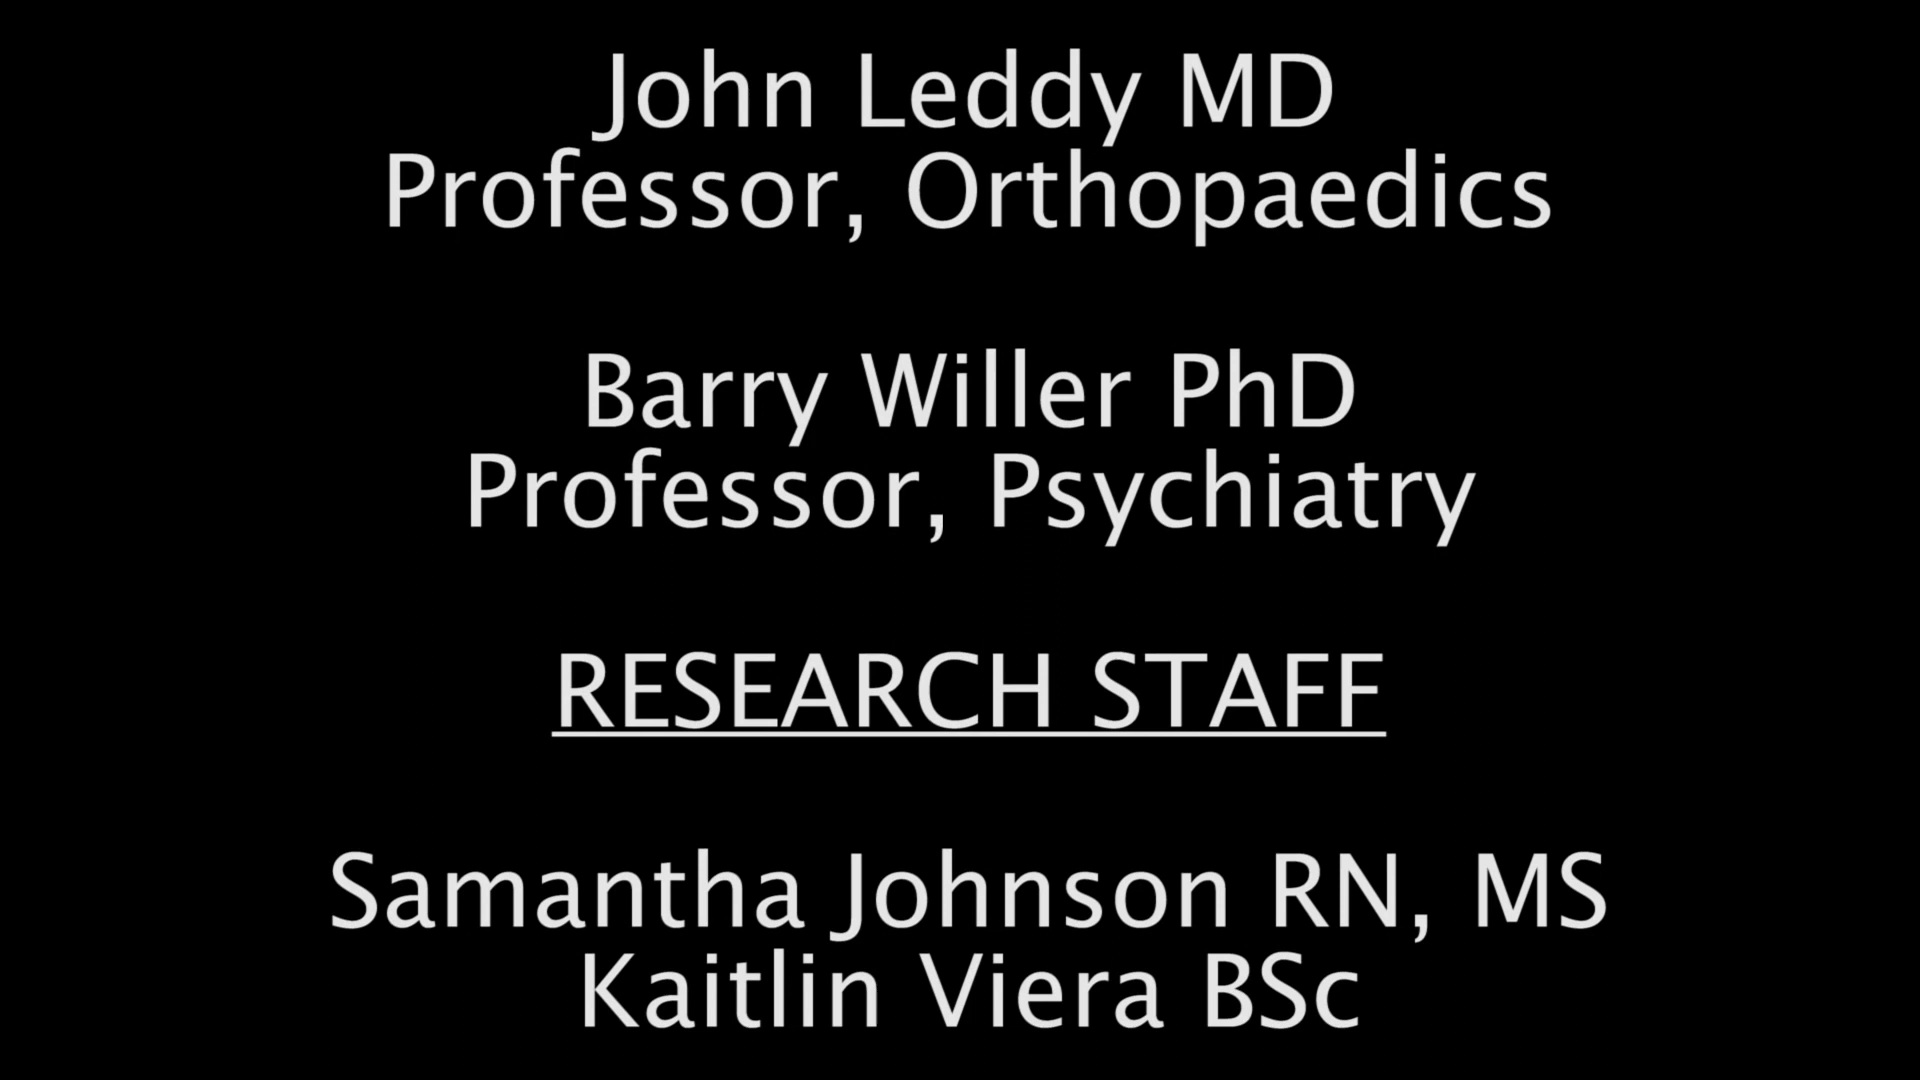 John Leddy MD
Professor, Orthopaedics
Barry Willer PhD
Professor, Psychiatry
RESEARCH STAFF
Samantha Johnson RN, MS
Kaitlin Viera BSc